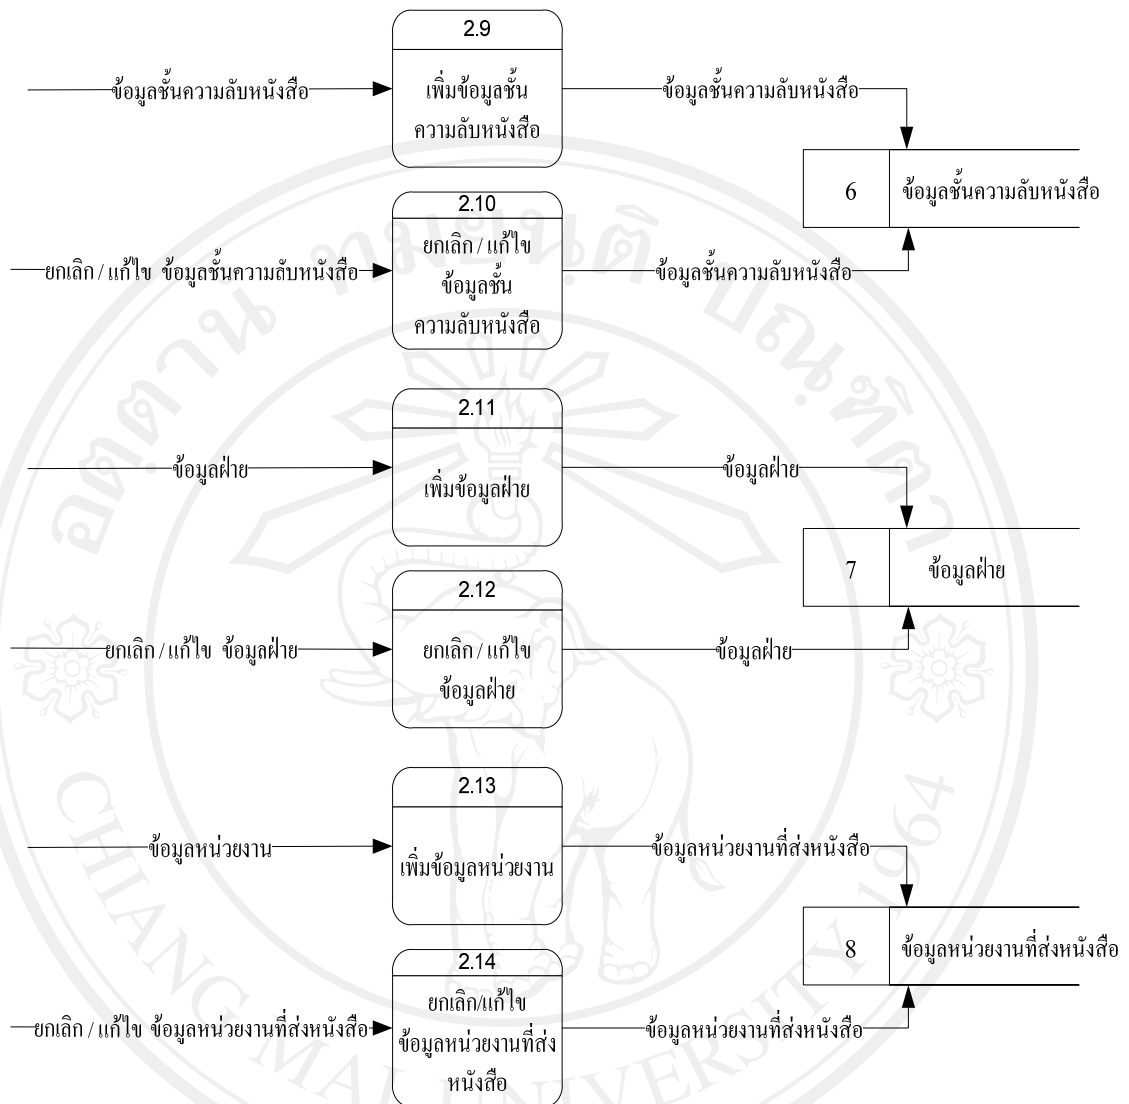 2.9
ข้อมูลชั้นความลับหนังสือ
เพิ่มข้อมูลชั้น
ความลับหนังสือ
ข้อมูลชั้นความลับหนังสือ
6
ข้อมูลชั้นความลับหนังสือ
2.10
ยกเลิก / แก้ไข ข้อมูลชั้นความลับหนังสือ
ยกเลิก / แก้ไข
ข้อมูลชั้น
ความลับหนังสือ
ข้อมูลชั้นความลับหนังสือ
2.11
ข้อมูลฝ่าย
เพิ่มข้อมูลฝ่าย
ข้อมูลฝ่าย
7
ข้อมูลฝ่าย
2.12
ยกเลิก / แก้ไข ข้อมูลฝ่าย
ยกเลิก / แก้ไข
ข้อมูลฝ่าย
ข้อมูลฝ่าย
2.13
ข้อมูลหน่วยงาน
เพิ่มข้อมูลหน่วยงาน
ข้อมูลหน่วยงานที่ส่งหนังสือ
8
ข้อมูลหน่วยงานที่ส่งหนังสือ
2.14
ยกเลิก / แก้ไข ข้อมูลหน่วยงานที่ส่งหนังสือ
ยกเลิก/แก้ไข
ข้อมูลหน่วยงานที่ส่ง
หนังสือ
ข้อมูลหน่วยงานที่ส่งหนังสือ
อตฺตานํ ทมยนฺติ ปณฺฑิตา
CHIANG MAI UNIVERSITY 1964